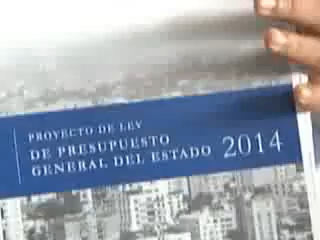 PROYECTO DE LEY
DE PRESUPUESTO
GENERAL DEL ESTADO 2014